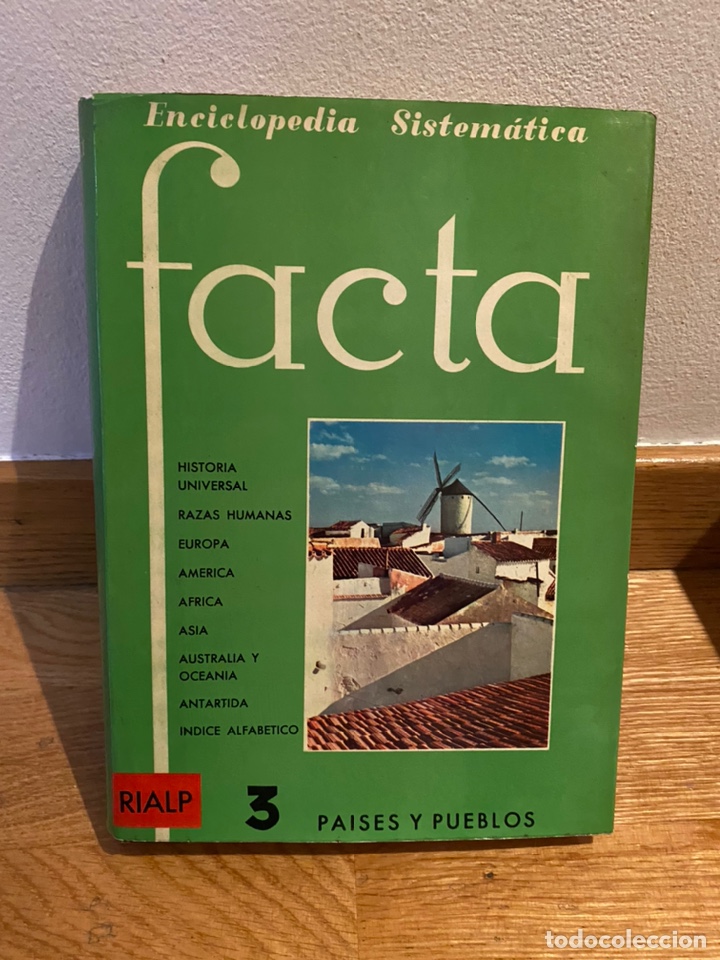 Enciclopedia Sistemática
facta
HISTORIA
UNIVERSAL
RAZAS HUMANAS
EUROPA
AMERICA
AFRICA
ASIA
AUSTRALIA Y
OCEANIA
ANTARTIDA
INDICE ALFABETICO
RIALP
3 PAISES Y PUEBLOS
todocoleccion